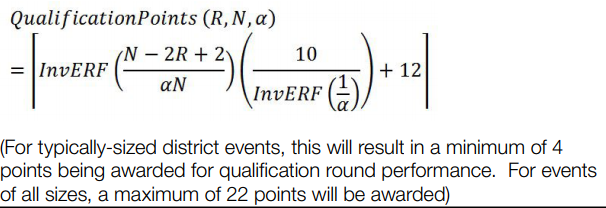 QualificationPoints (R, N, α)
= |InvERF ((N − 2R + 2)/(αN)) (10/(InvERF (1/α))) + 12|
(For typically-sized district events, this will result in a minimum of 4
points being awarded for qualification round performance.  For events
of all sizes, a maximum of 22 points will be awarded)